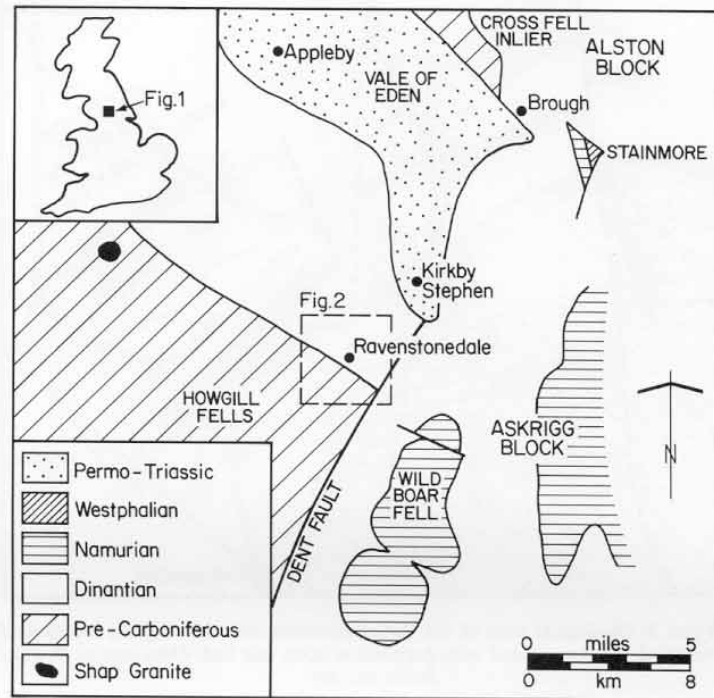 Fig.1
Appleby
VALE OF
EDEN
CROSS FELL
INLIER
ALSTON
BLOCK
Brough
STAINMORE
Kirkby
Stephen
Fig.2
Ravenstonedale
HOWGILL
FELLS
DENT FAULT
WILD
BOAR
FELL
ASKRIGG
BLOCK
N
Permo-Triassic
Westphalian
Namurian
Dinantian
Pre-Carboniferous
Shap Granite
0 miles 5
0 km 8